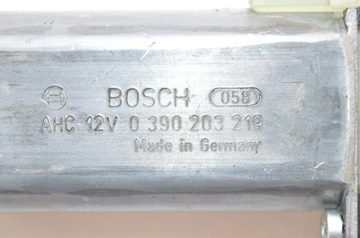 BOSCH 058
AHC 12V 0 390 203 219
Made in Germany